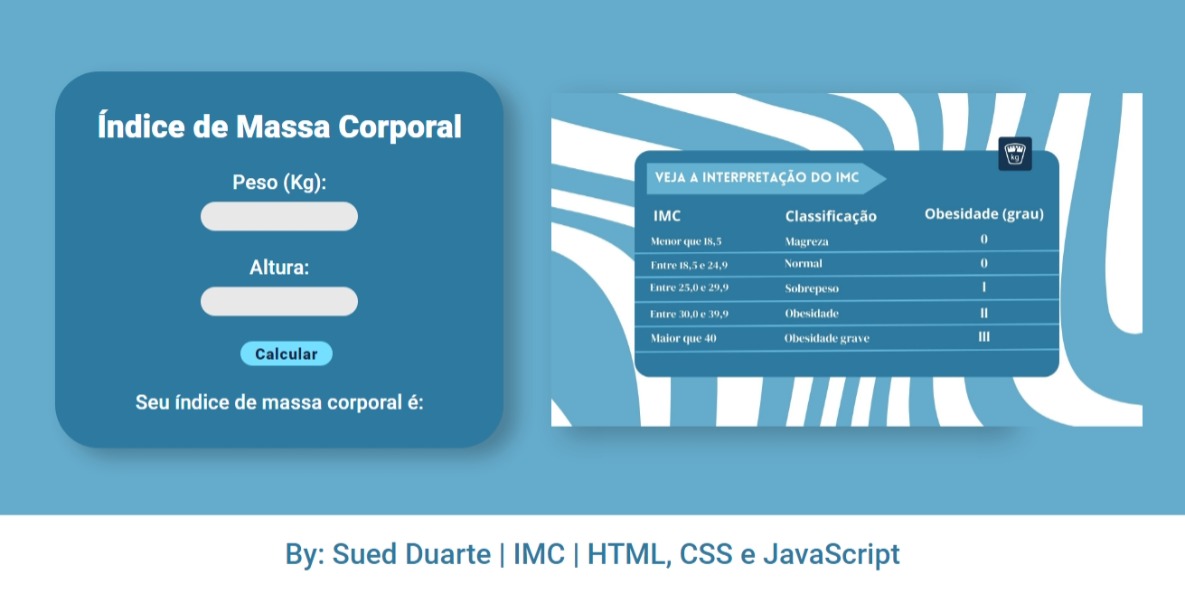 Índice de Massa Corporal
Peso (Kg):
Altura:
Calcular
Seu índice de massa corporal é:
kg
VEJA A INTERPRETAÇÃO DO IMC
IMC Classificação Obesidade (grau)
Menor que 18,5 Magreza 0
Entre 18,5 e 24,9 Normal 0
Entre 25,0 e 29,9 Sobrepeso I
Entre 30,0 e 39,9 Obesidade II
Maior que 40 Obesidade grave III
By: Sued Duarte | IMC | HTML, CSS e JavaScript